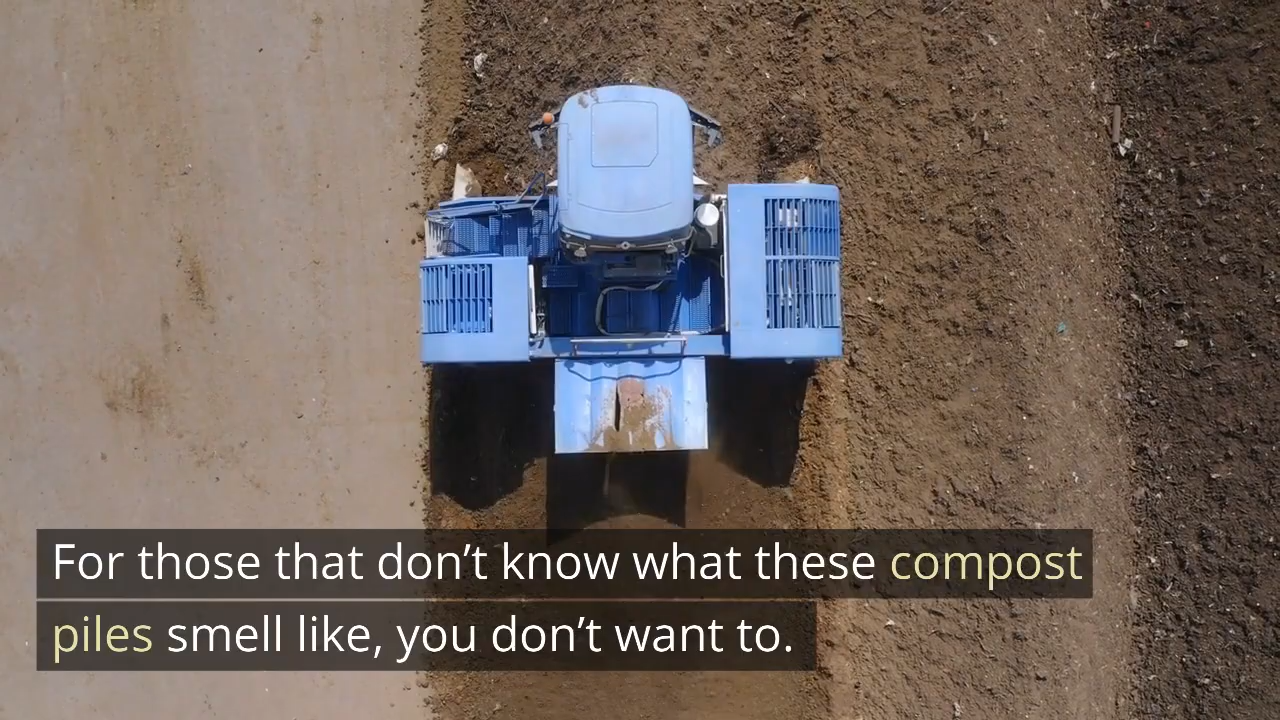 For those that don’t know what these compost
piles smell like, you don’t want to.